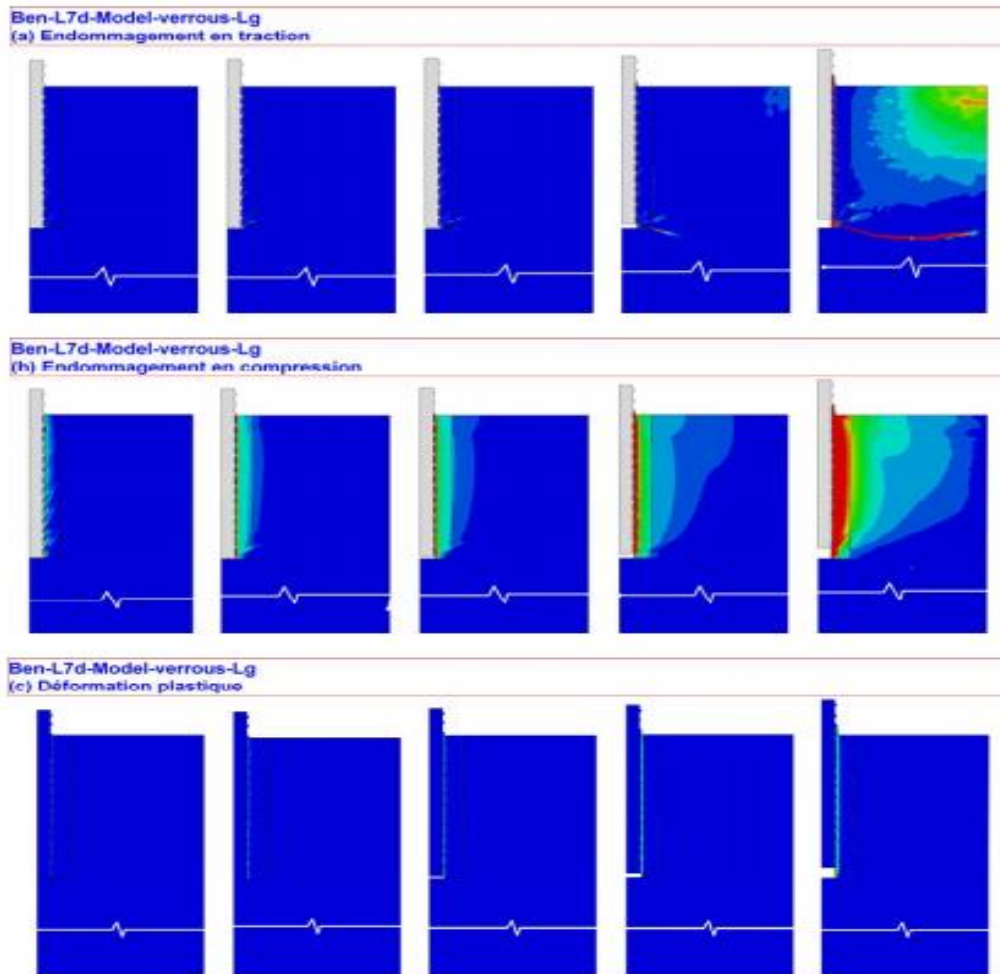 Ben-L7d-Model-verrous-Lg
(a) Endommagement en traction
Ben-L7d-Model-verrous-Lg
(b) Endommagement en compression
Ben-L7d-Model-verrous-Lg
(c) Déformation plastique